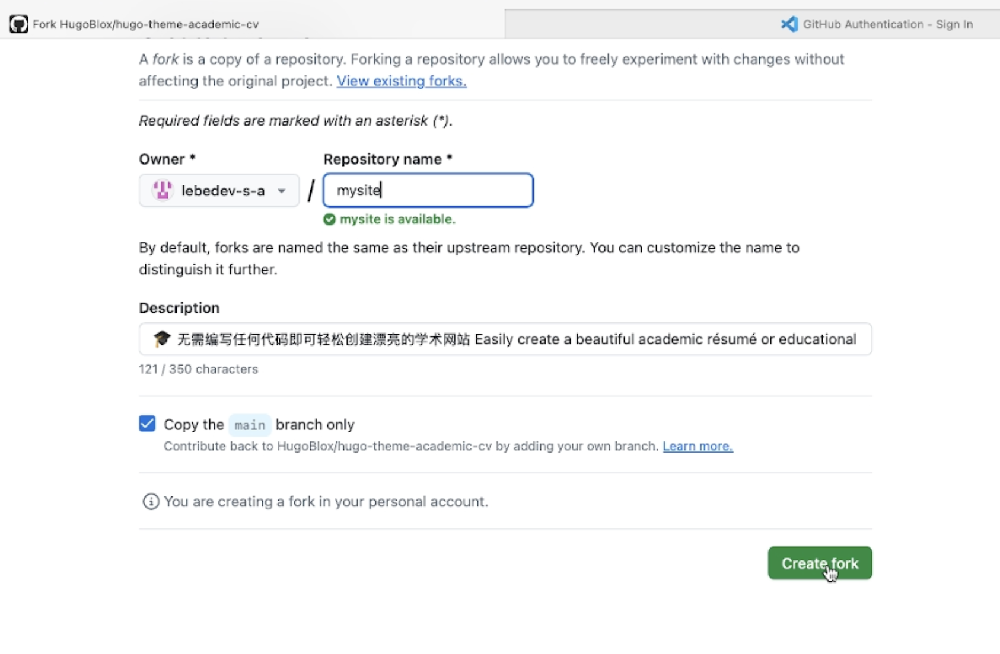 Fork HugoBlox/hugo-theme-academic-cv
GitHub Authentication - Sign In
A fork is a copy of a repository. Forking a repository allows you to freely experiment with changes without
affecting the original project. View existing forks.
Required fields are marked with an asterisk (*).
Owner *
Repository name *
lebedev-s-a
/
mysite
mysite is available.
By default, forks are named the same as their upstream repository. You can customize the name to
distinguish it further.
Description
🎓 无需编写任何代码即可轻松创建漂亮的学术网站 Easily create a beautiful academic résumé or educational
121 / 350 characters
Copy the main branch only
Contribute back to HugoBlox/hugo-theme-academic-cv by adding your own branch. Learn more.
You are creating a fork in your personal account.
Create fork